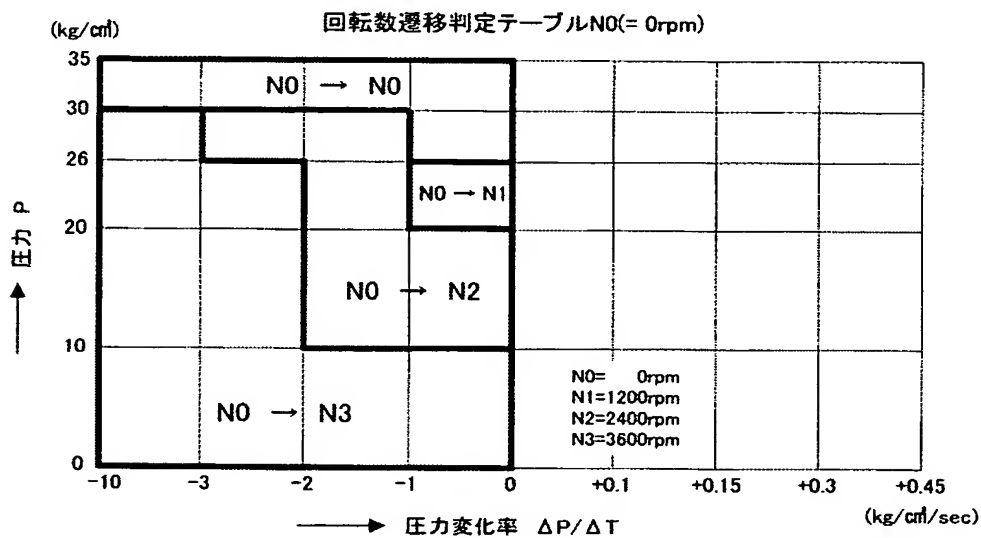 回転数遷移判定テーブルN0(= 0rpm)
(kg/c㎡)
35
N0 → N0
30
26
N0 → N1
20
N0 → N2
10
N0= 0rpm
N1=1200rpm
N2=2400rpm
N3=3600rpm
N0 → N3
0
-10 -3 -2 -1 0 +0.1 +0.15 +0.3 +0.45
(kg/c㎡/sec)
→ 圧力 P
→ 圧力変化率 ΔP/ΔT